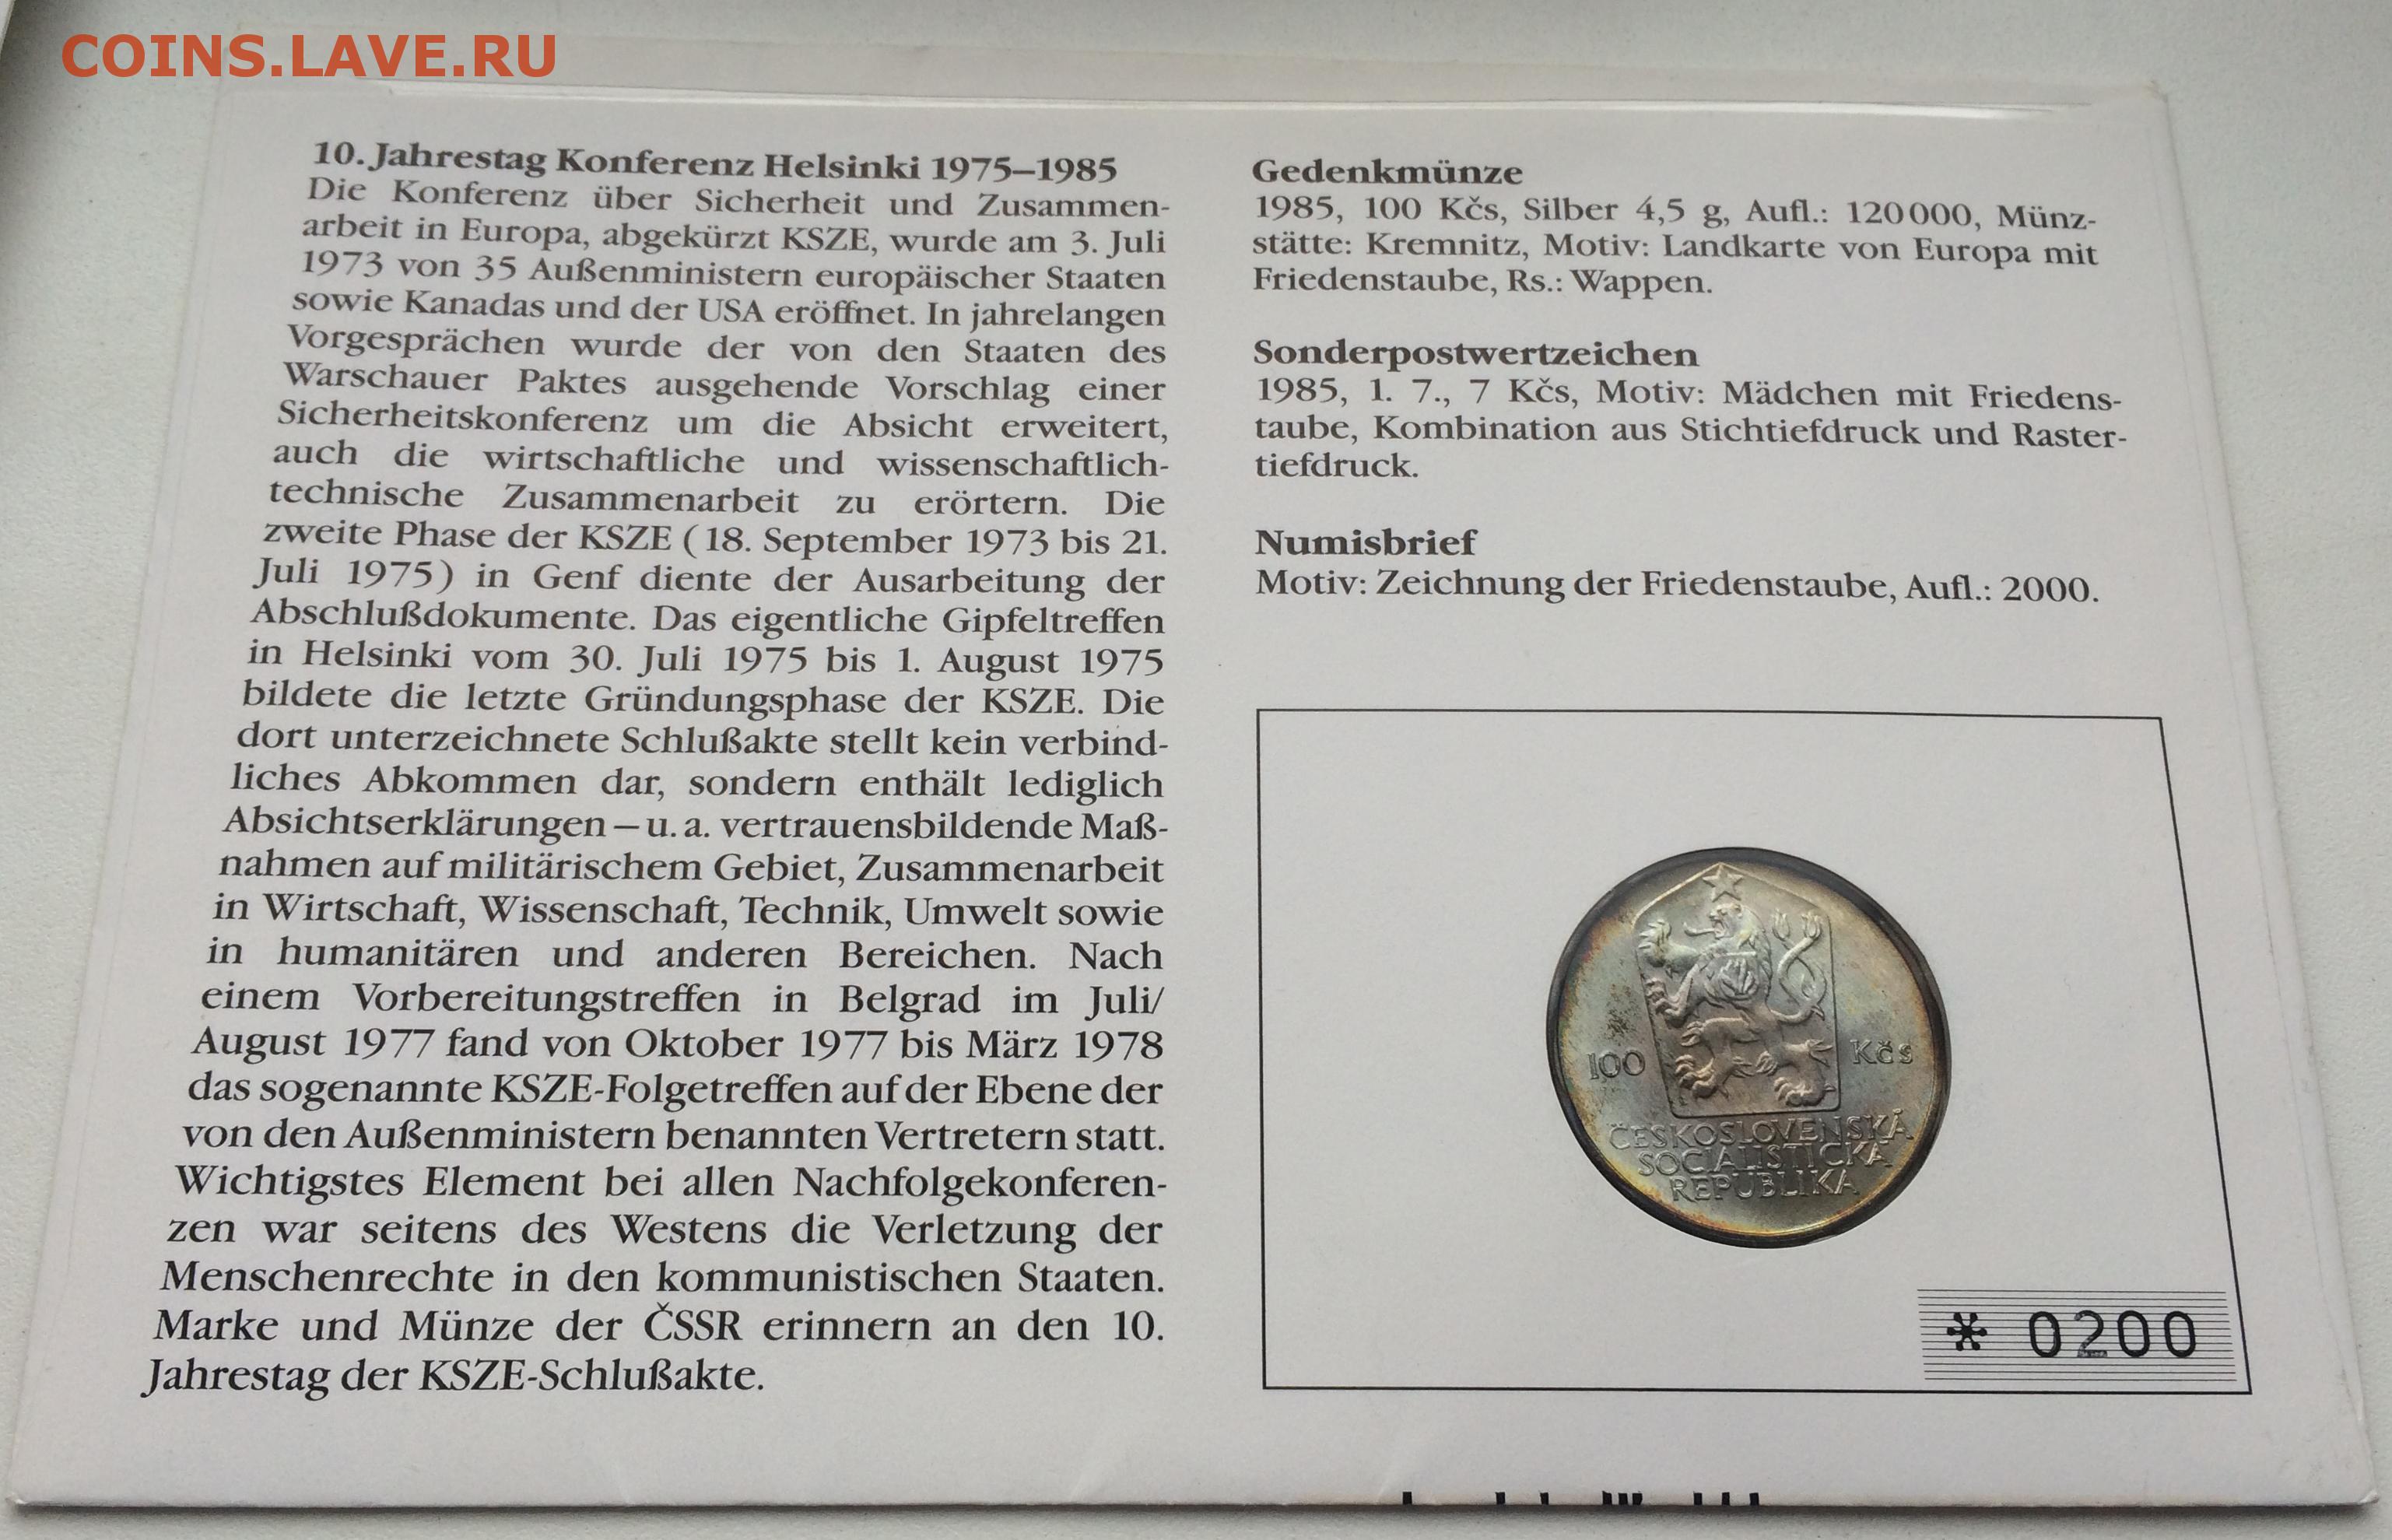 COINS.LAVE.RU
10. Jahrestag Konferenz Helsinki 1975–1985
Die Konferenz über Sicherheit und Zusammen-
arbeit in Europa, abgekürzt KSZE, wurde am 3. Juli
1973 von 35 Außenministern europäischer Staaten
sowie Kanadas und der USA eröffnet. In jahrelangen
Vorgesprächen wurde der von den Staaten des
Warschauer Paktes ausgehende Vorschlag einer
Sicherheitskonferenz um die Absicht erweitert,
auch die wirtschaftliche und wissenschaftlich-
technische Zusammenarbeit zu erörtern. Die
zweite Phase der KSZE (18. September 1973 bis 21.
Juli 1975) in Genf diente der Ausarbeitung der
Abschlußdokumente. Das eigentliche Gipfeltreffen
in Helsinki vom 30. Juli 1975 bis 1. August 1975
bildete die letzte Gründungsphase der KSZE. Die
dort unterzeichnete Schlußakte stellt kein verbind-
liches Abkommen dar, sondern enthält lediglich
Absichtserklärungen – u. a. vertrauensbildende Maß-
nahmen auf militärischem Gebiet, Zusammenarbeit
in Wirtschaft, Wissenschaft, Technik, Umwelt sowie
in humanitären und anderen Bereichen. Nach
einem Vorbereitungstreffen in Belgrad im Juli/
August 1977 fand von Oktober 1977 bis März 1978
das sogenannte KSZE-Folgetreffen auf der Ebene der
von den Außenministern benannten Vertretern statt.
Wichtigstes Element bei allen Nachfolgekonferen-
zen war seitens des Westens die Verletzung der
Menschenrechte in den kommunistischen Staaten.
Marke und Münze der ČSSR erinnern an den 10.
Jahrestag der KSZE-Schlußakte.
Gedenkmünze
1985, 100 Kčs, Silber 4,5 g, Aufl.: 120 000, Münz-
stätte: Kremnitz, Motiv: Landkarte von Europa mit
Friedenstaube, Rs.: Wappen.
Sonderpostwertzeichen
1985, 1. 7., 7 Kčs, Motiv: Mädchen mit Friedens-
taube, Kombination aus Stichtiefdruck und Raster-
tiefdruck.
Numisbrief
Motiv: Zeichnung der Friedenstaube, Aufl.: 2000.
100 Kčs
ČESKOSLOVENSKÁ
SOCIALISTICKÁ
REPUBLIKA
* 0200